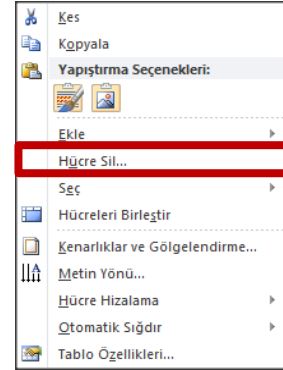 Kes
Kopyala
Yapıştırma Seçenekleri:
Ekle
Hücre Sil...
Seç
Hücreleri Birleştir
Kenarlıklar ve Gölgelendirme...
Metin Yönü...
Hücre Hizalama
Otomatik Sığdır
Tablo Özellikleri...